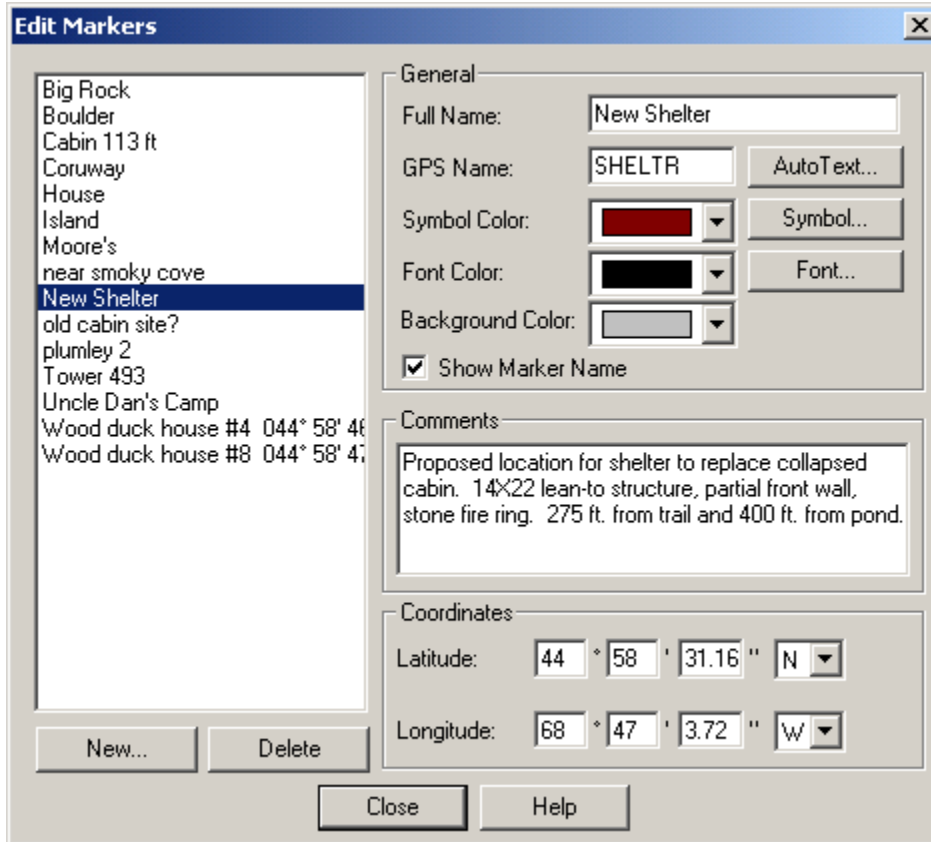 Edit Markers
Big Rock
Boulder
Cabin 113 ft
Coruway
House
Island
Moore's
near smoky cove
New Shelter
old cabin site?
plumley 2
Tower 493
Uncle Dan's Camp
Wood duck house #4 044° 58' 46
Wood duck house #8 044° 58' 47
New...
Delete
General
Full Name: New Shelter
GPS Name: SHELTR AutoText...
Symbol Color: Symbol...
Font Color: Font...
Background Color:
Show Marker Name
Comments
Proposed location for shelter to replace collapsed
cabin. 14X22 lean-to structure, partial front wall,
stone fire ring. 275 ft. from trail and 400 ft. from pond.
Coordinates
Latitude: 44 ° 58 ' 31.16 " N
Longitude: 68 ° 47 ' 3.72 " W
Close
Help